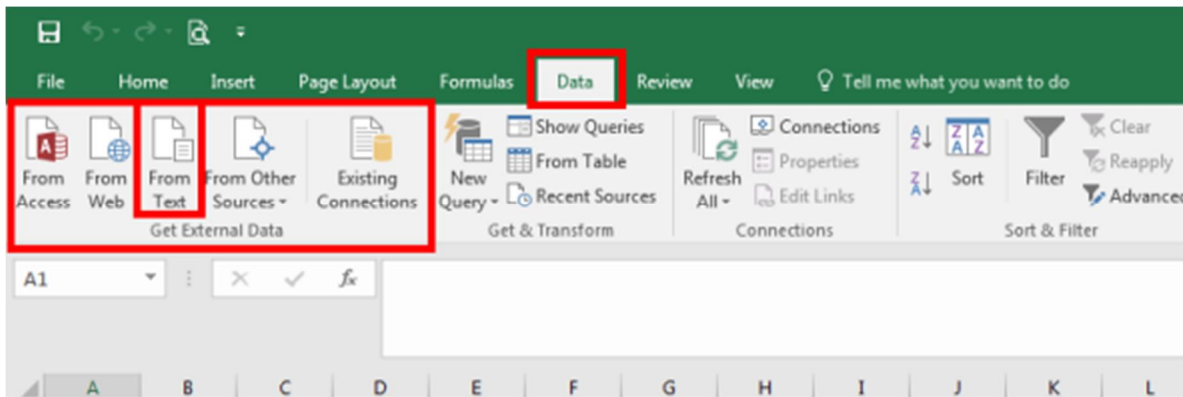 File Home Insert Page Layout Formulas Data Review View Tell me what you want to do
From Access
From Web
From Text
From Other Sources
Existing Connections
Get External Data
New Query
Show Queries
From Table
Recent Sources
Get & Transform
Refresh All
Connections
Properties
Edit Links
Connections
A Z
Z A
Z A
A Z
Sort
Filter
Clear
Reapply
Advanced
Sort & Filter
A1 fx
A B C D E F G H I J K L